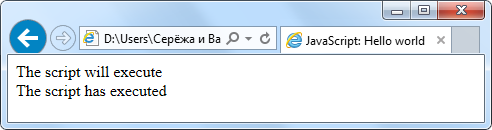 D:\Users\Серёжа и Ва
JavaScript: Hello world
The script will execute
The script has executed